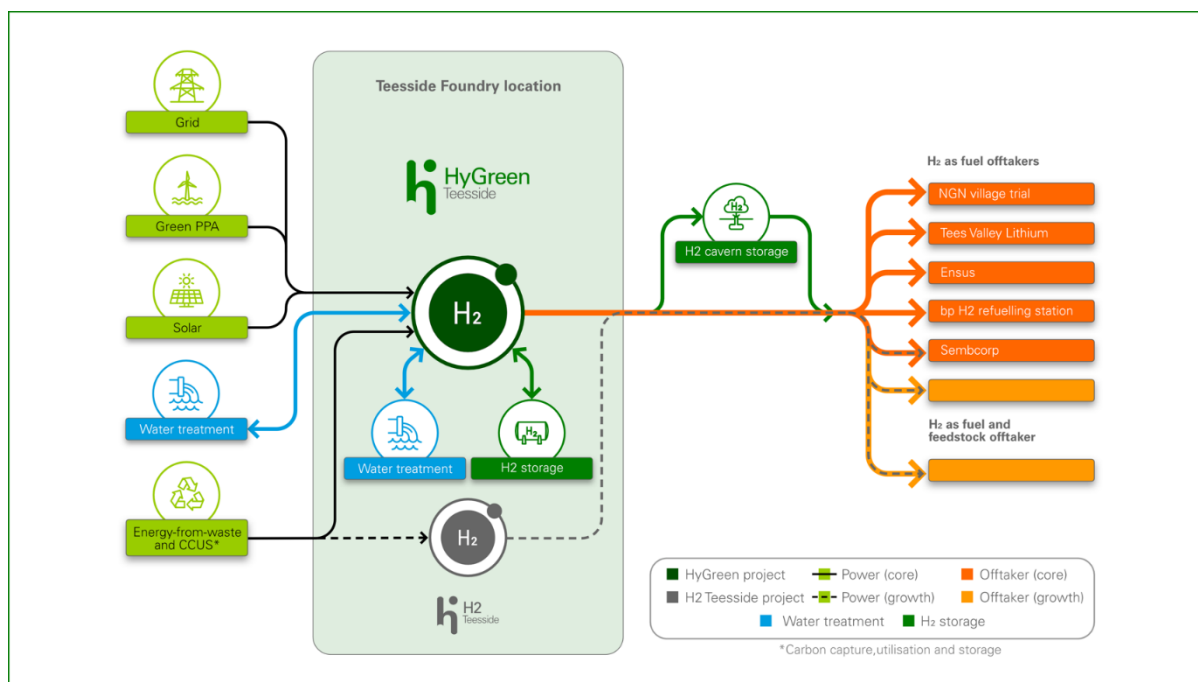 Teesside Foundry location
Grid
HyGreen
Teesside
H₂ as fuel offtakers
NGN village trial
Green PPA
H₂
H2 cavern storage
Tees Valley Lithium
Ensus
Solar
H₂
bp H2 refuelling station
Sembcorp
Water treatment
H₂ as fuel and
feedstock offtaker
H₂
Water treatment
H2 storage
Energy-from-waste
and CCUS*
H₂
H2
Teesside
HyGreen project
Power (core)
Offtaker (core)
H2 Teesside project
Power (growth)
Offtaker (growth)
Water treatment
H₂ storage
*Carbon capture,utilisation and storage